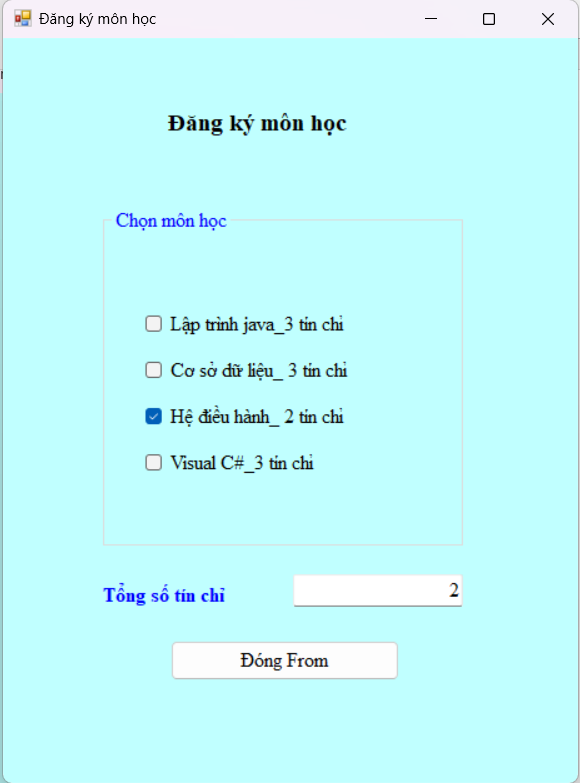 Đăng ký môn học
Đăng ký môn học
Chọn môn học
Lập trình java_3 tín chỉ
Cơ sở dữ liệu_ 3 tín chỉ
Hệ điều hành_ 2 tín chỉ
Visual C#_3 tín chỉ
Tổng số tín chỉ
2
Đóng From